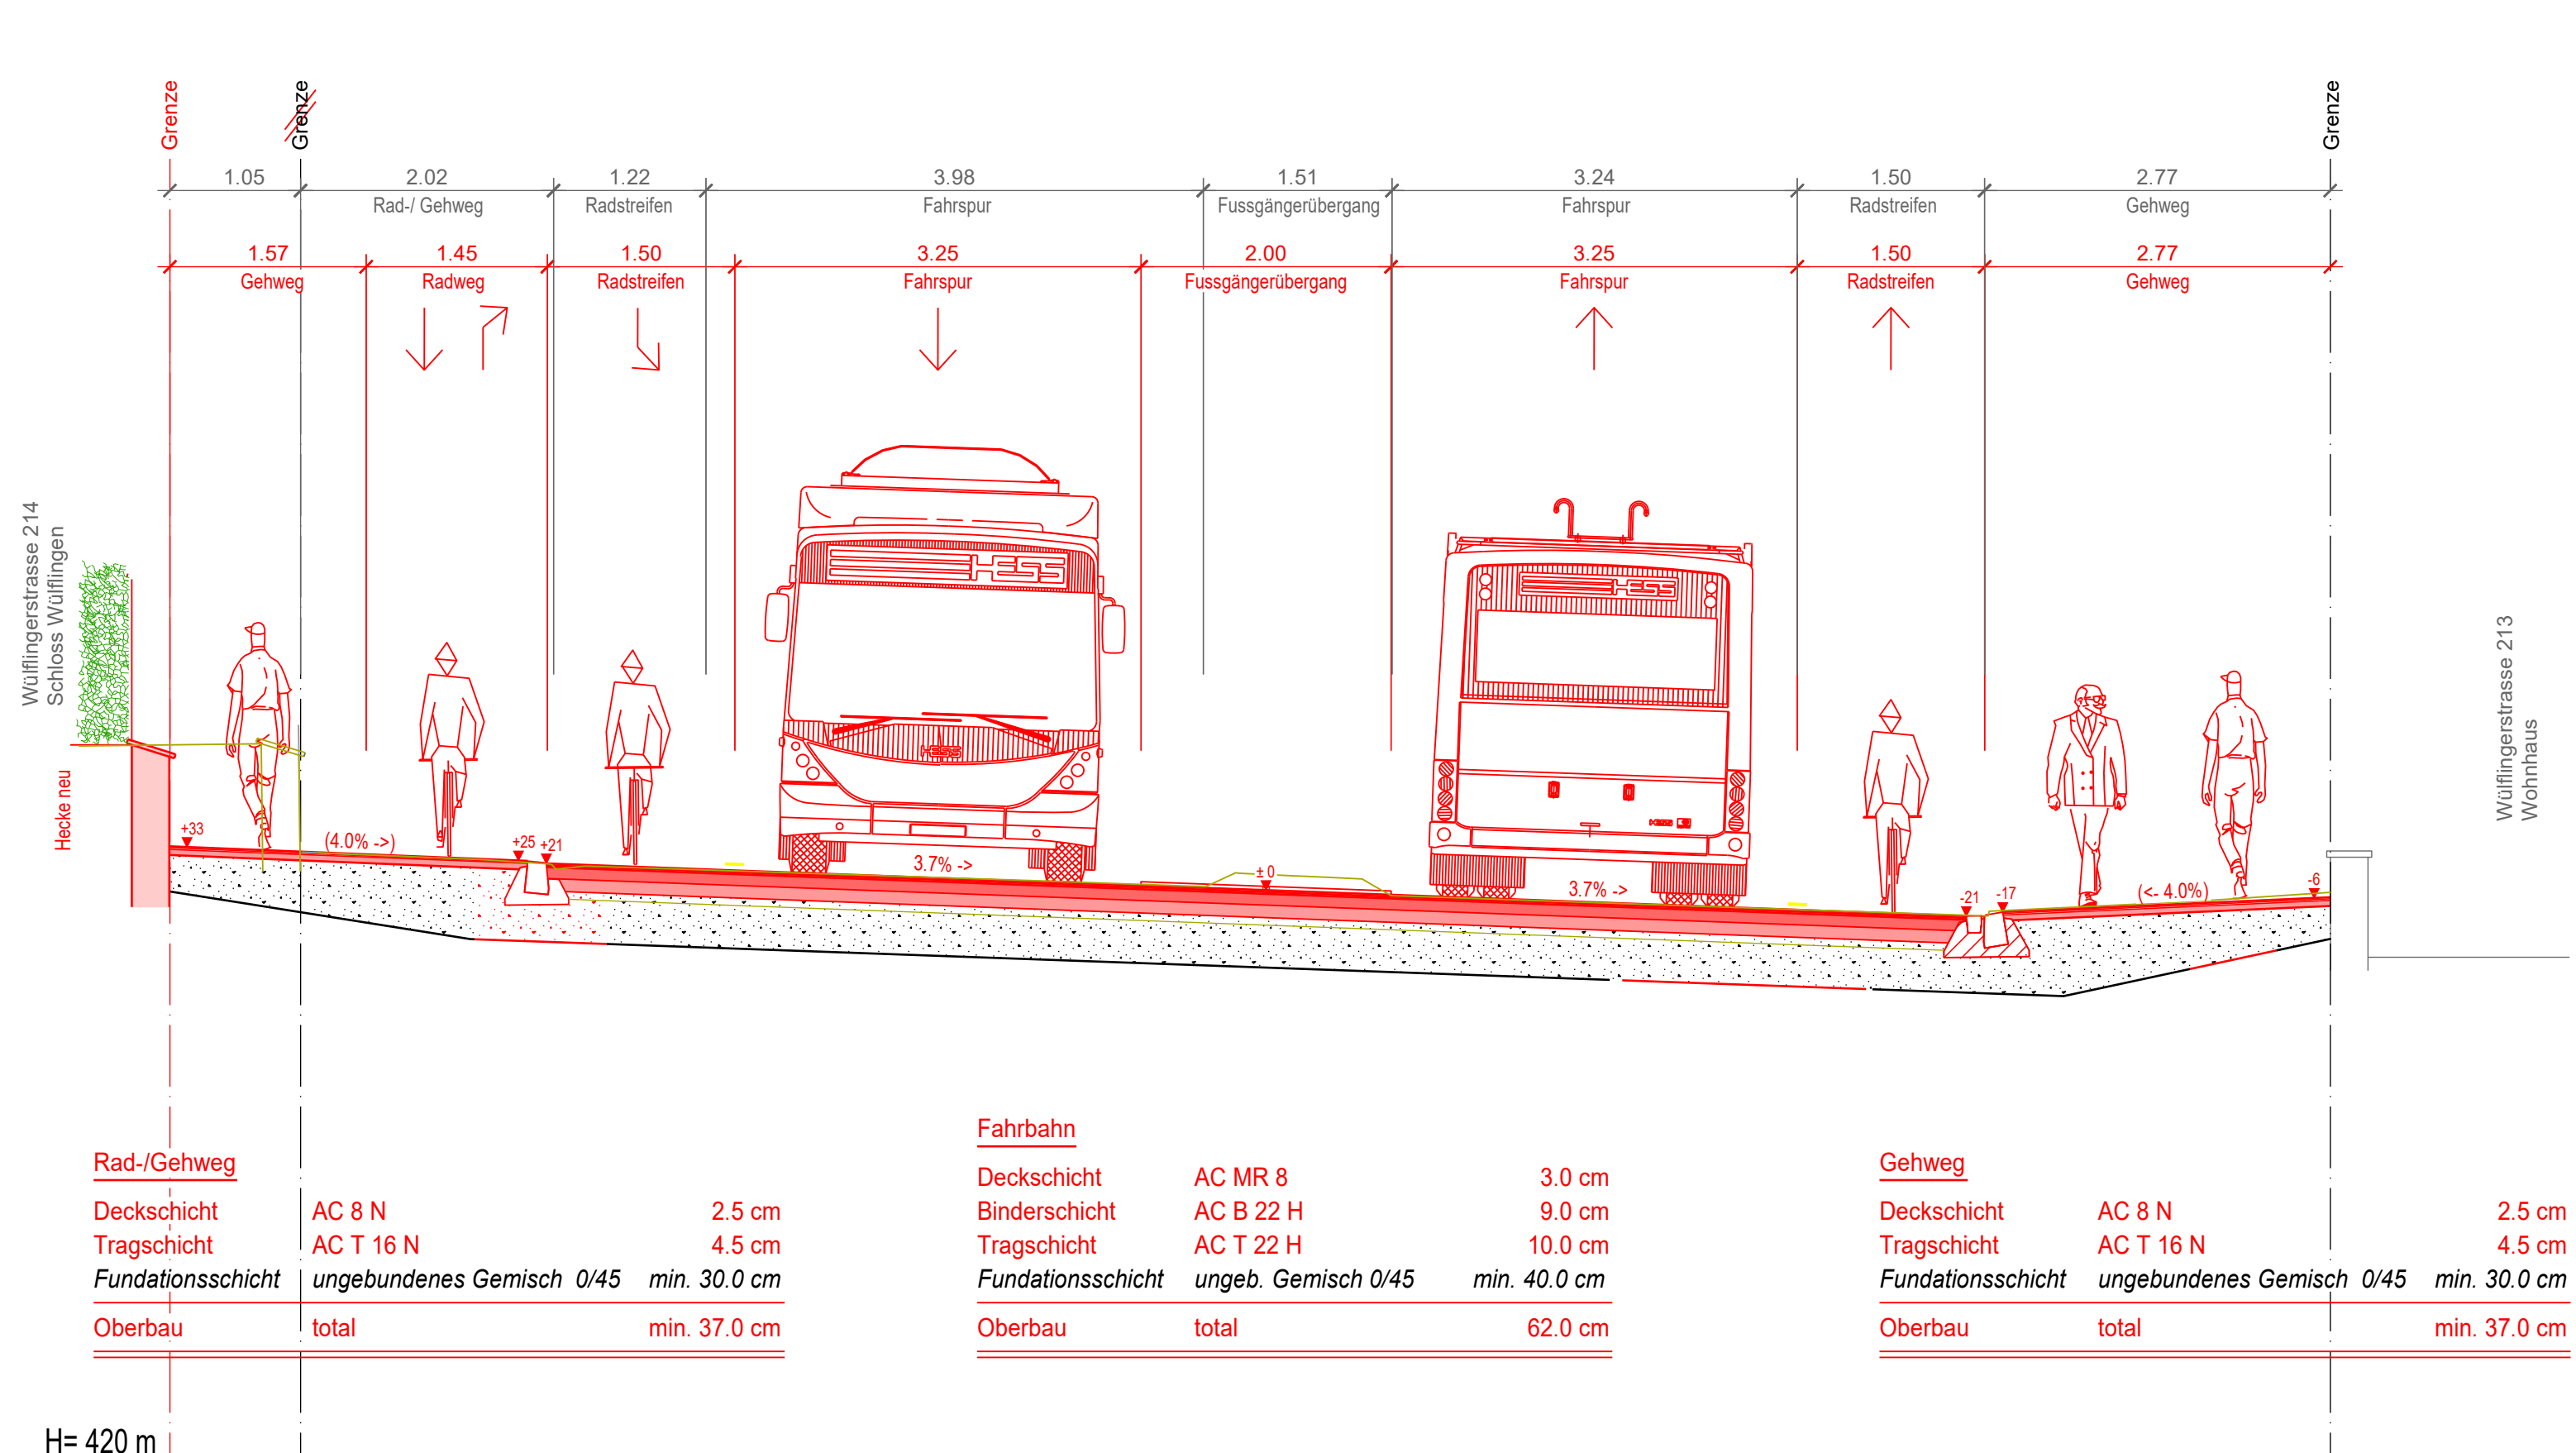 Grenze
Grenze
Grenze
1.05 2.02 1.22 3.98 1.51 3.24 1.50 2.77
Rad-/ Gehweg Radstreifen Fahrspur Fussgängerübergang Fahrspur Radstreifen Gehweg
1.57 1.45 1.50 3.25 2.00 3.25 1.50 2.77
Gehweg Radweg Radstreifen Fahrspur Fussgängerübergang Fahrspur Radstreifen Gehweg
Wülflingerstrasse 214
Schloss Wülflingen
Hecke neu
HESS
HESS
HESS
HESS
Wülflingerstrasse 213
Wohnhaus
+33 (4.0% ->) +25 +21 3.7% -> ± 0 3.7% -> -21 -17 (<- 4.0%) -6
Rad-/Gehweg
Deckschicht AC 8 N 2.5 cm
Tragschicht AC T 16 N 4.5 cm
Fundationsschicht ungebundenes Gemisch 0/45 min. 30.0 cm
Oberbau total min. 37.0 cm
Fahrbahn
Deckschicht AC MR 8 3.0 cm
Binderschicht AC B 22 H 9.0 cm
Tragschicht AC T 22 H 10.0 cm
Fundationsschicht ungeb. Gemisch 0/45 min. 40.0 cm
Oberbau total 62.0 cm
Gehweg
Deckschicht AC 8 N 2.5 cm
Tragschicht AC T 16 N 4.5 cm
Fundationsschicht ungebundenes Gemisch 0/45 min. 30.0 cm
Oberbau total min. 37.0 cm
H= 420 m